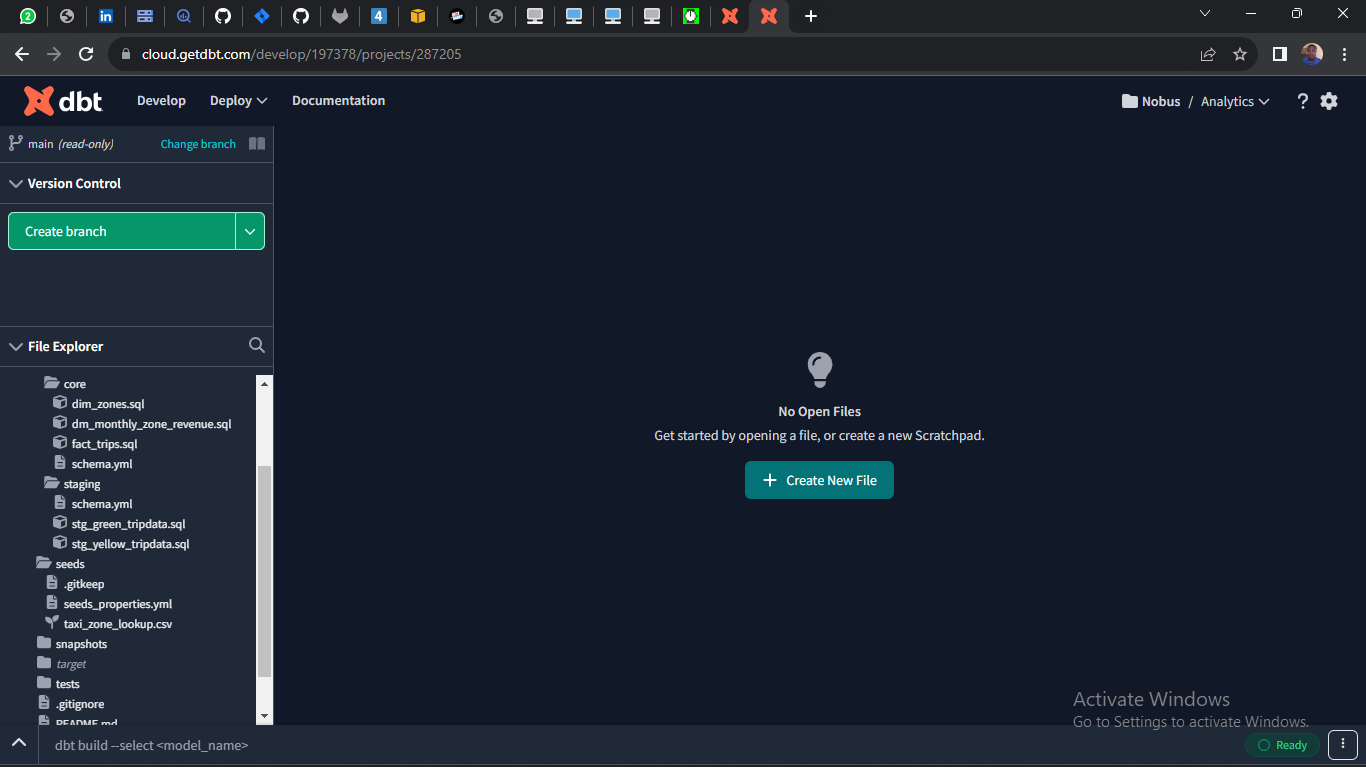 2
in
4
cloud.getdbt.com/develop/197378/projects/287205
dbt Develop Deploy Documentation Nobus / Analytics ?
main (read-only) Change branch
Version Control
Create branch
File Explorer
core
dim_zones.sql
dm_monthly_zone_revenue.sql
fact_trips.sql
schema.yml
staging
schema.yml
stg_green_tripdata.sql
stg_yellow_tripdata.sql
seeds
.gitkeep
seeds_properties.yml
taxi_zone_lookup.csv
snapshots
target
tests
.gitignore
README.md
No Open Files
Get started by opening a file, or create a new Scratchpad.
+ Create New File
Activate Windows
Go to Settings to activate Windows.
dbt build --select <model_name>
Ready